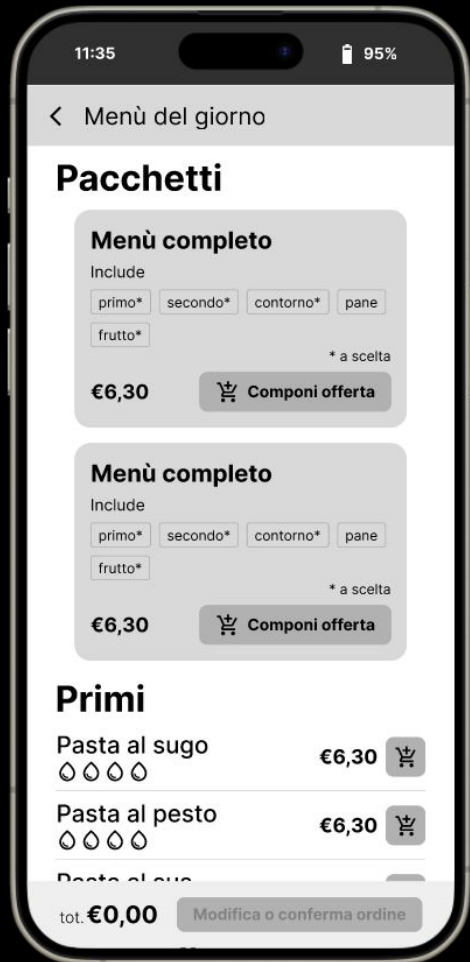 11:35 95%
Menù del giorno
Pacchetti
Menù completo
Include
primo* secondo* contorno* pane
frutto*
* a scelta
€6,30 Componi offerta
Menù completo
Include
primo* secondo* contorno* pane
frutto*
* a scelta
€6,30 Componi offerta
Primi
Pasta al sugo
€6,30
Pasta al pesto
€6,30
Pasta al
tot. €0,00 Modifica o conferma ordine